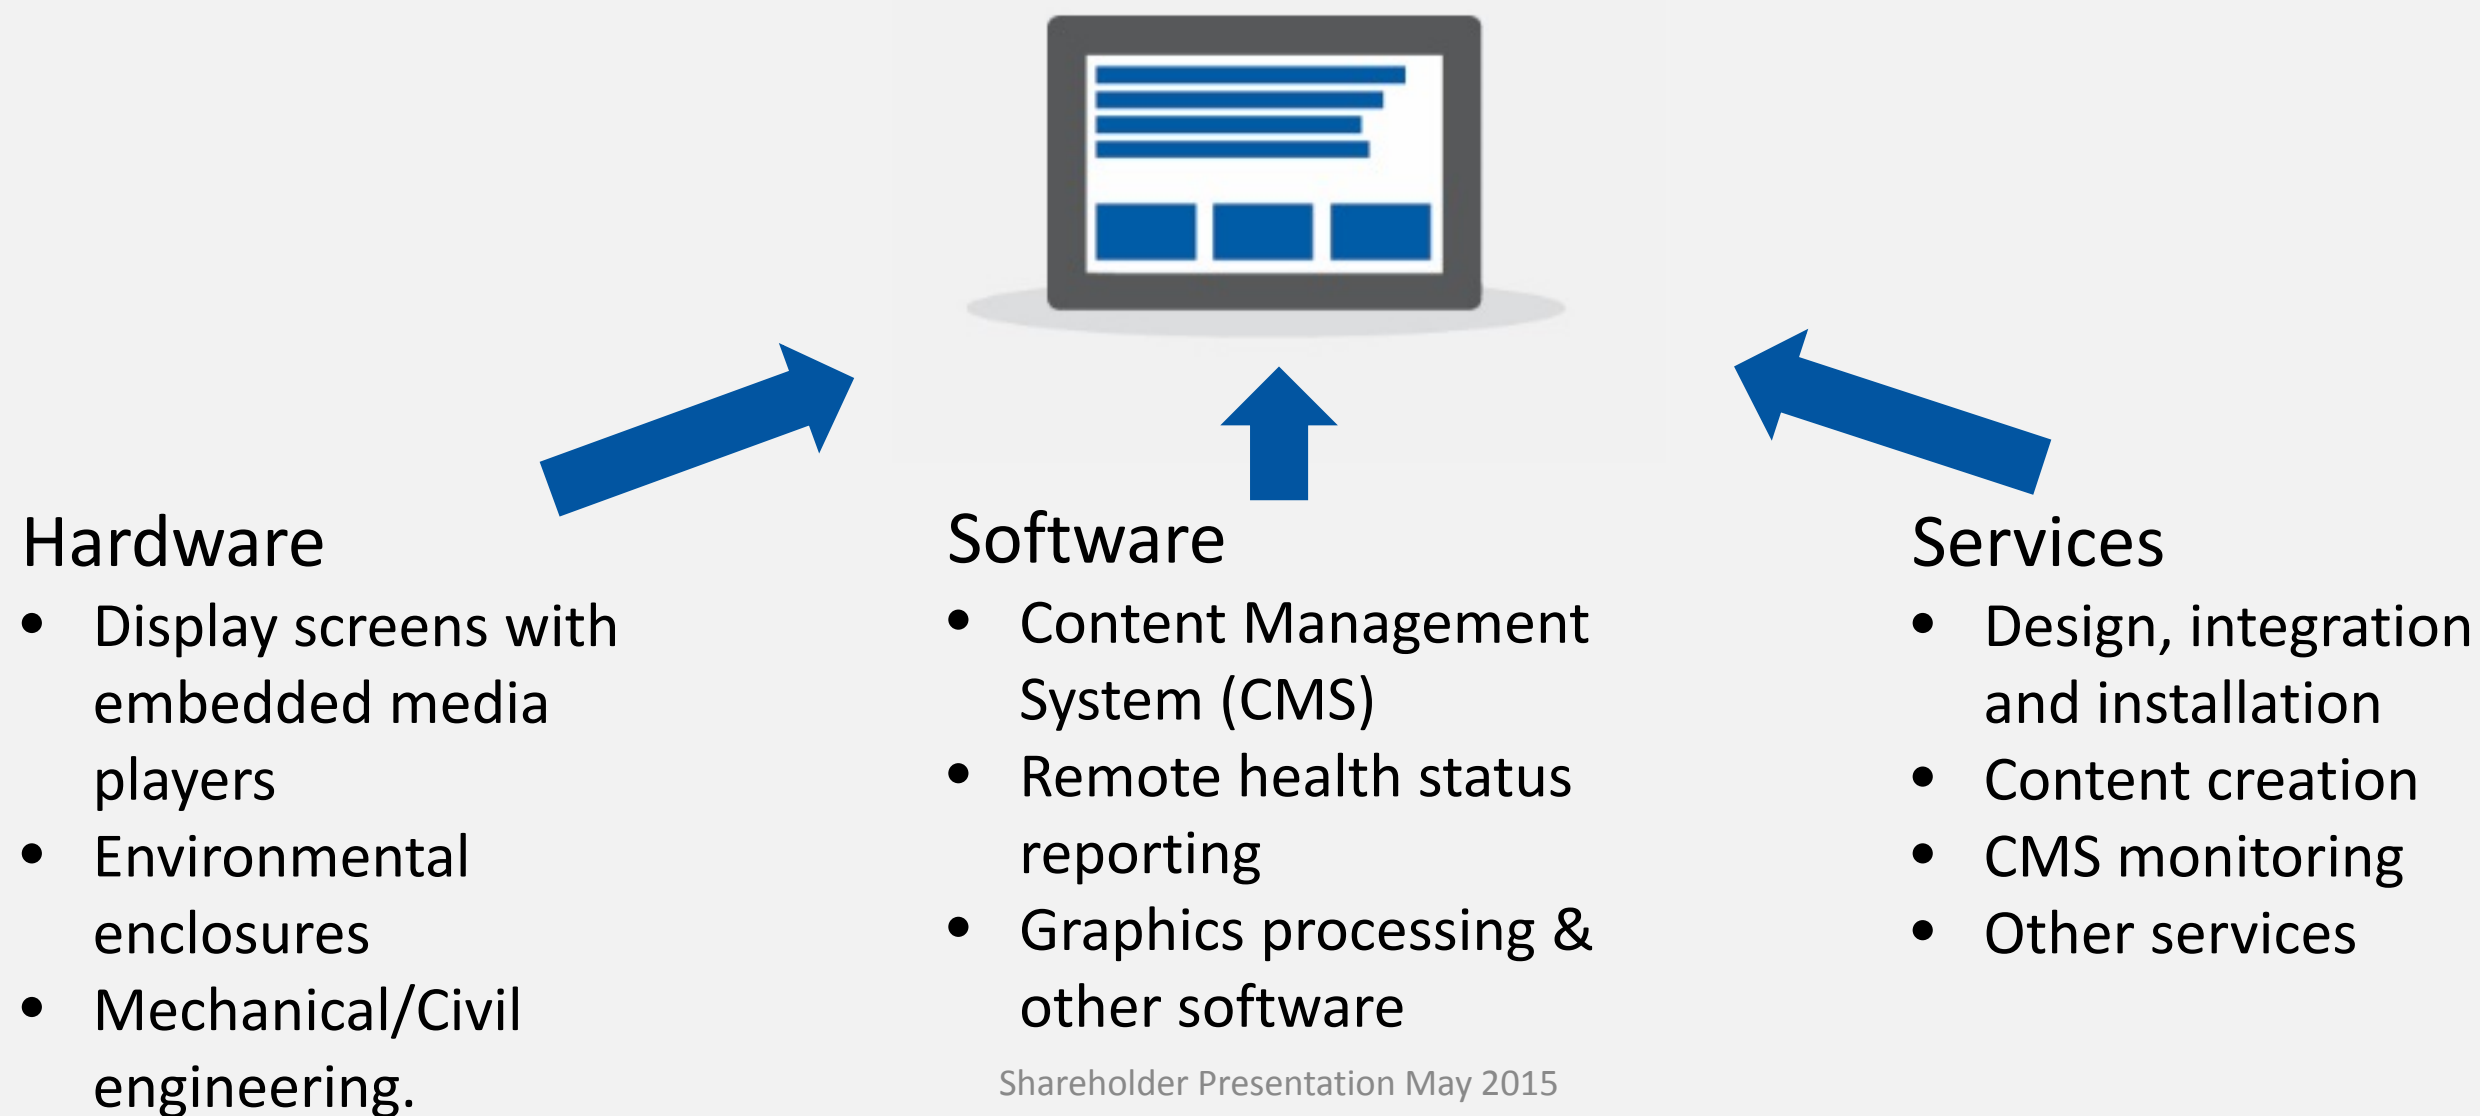 Hardware
• Display screens with
embedded media
players
• Environmental
enclosures
• Mechanical/Civil
engineering.
Software
• Content Management
System (CMS)
• Remote health status
reporting
• Graphics processing &
other software
Services
• Design, integration
and installation
• Content creation
• CMS monitoring
• Other services
Shareholder Presentation May 2015